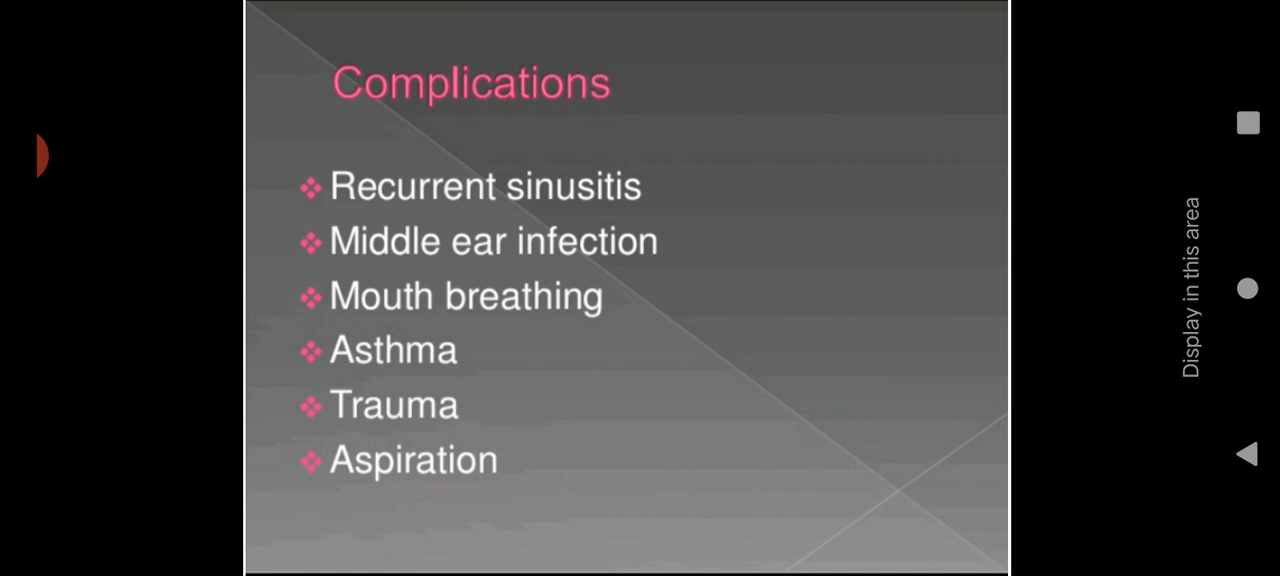 Complications
Recurrent sinusitis
Middle ear infection
Mouth breathing
Asthma
Trauma
Aspiration
Display in this area